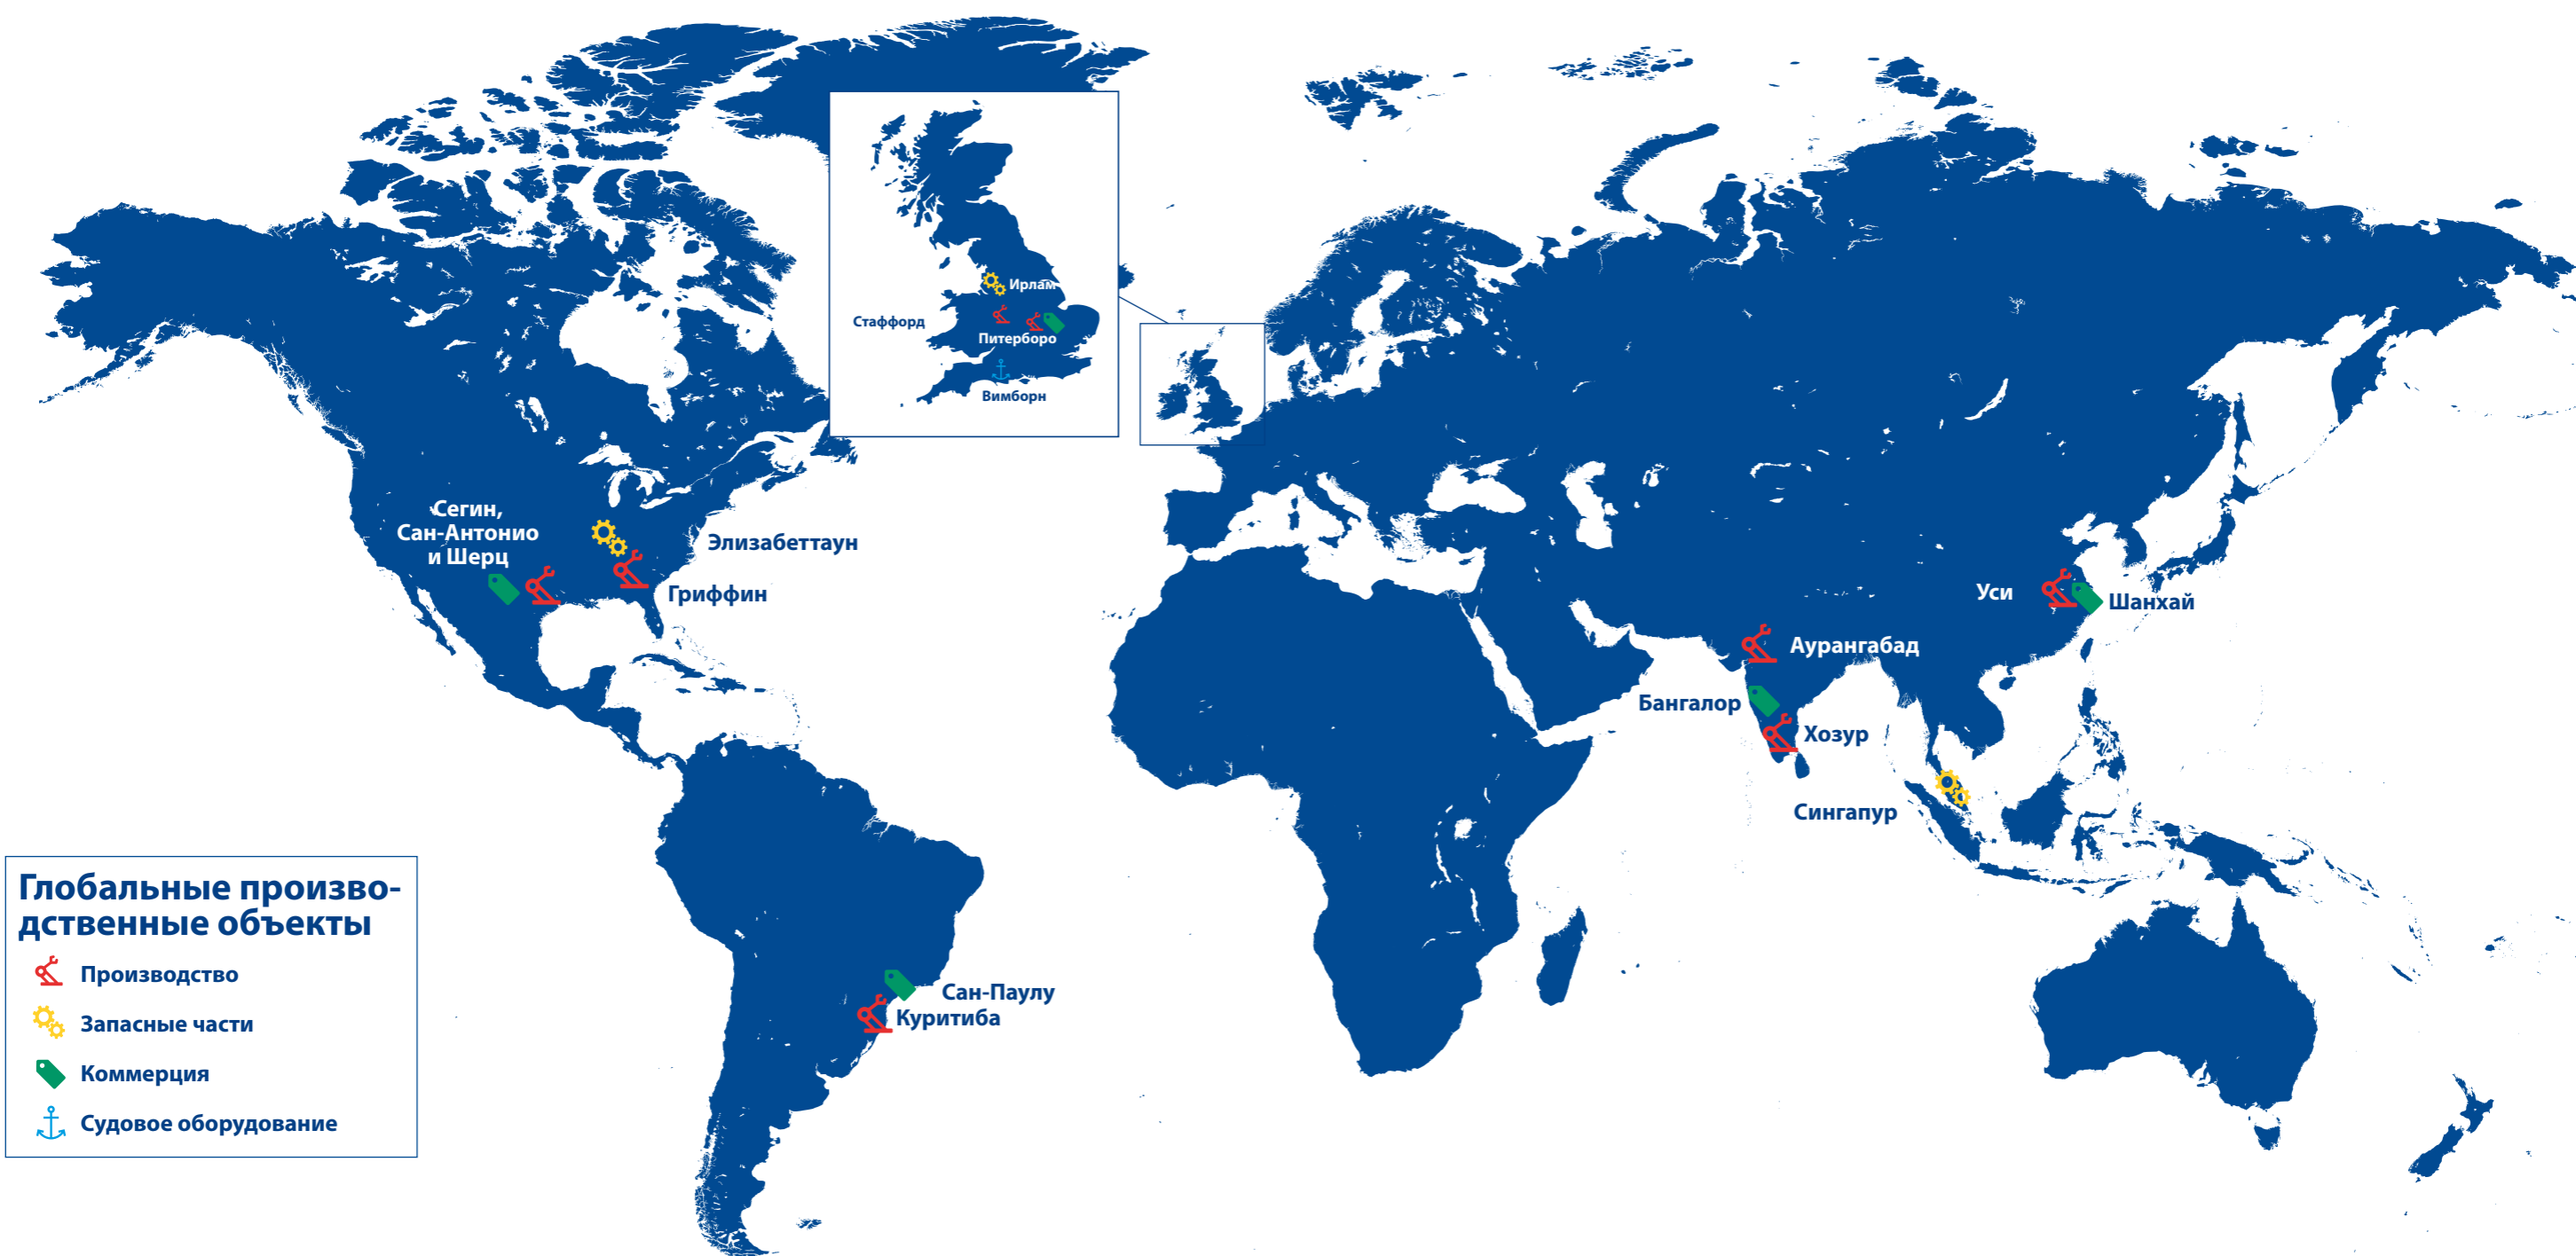 Ирлам
Стаффорд
Питерборо
Вимборн
Сегин,
Сан-Антонио
и Шерц
Элизабеттаун
Гриффин
Уси
Шанхай
Аурангабад
Бангалор
Хозур
Сингапур
Сан-Паулу
Куритиба
Глобальные произво-
дственные объекты
Производство
Запасные части
Коммерция
Судовое оборудование